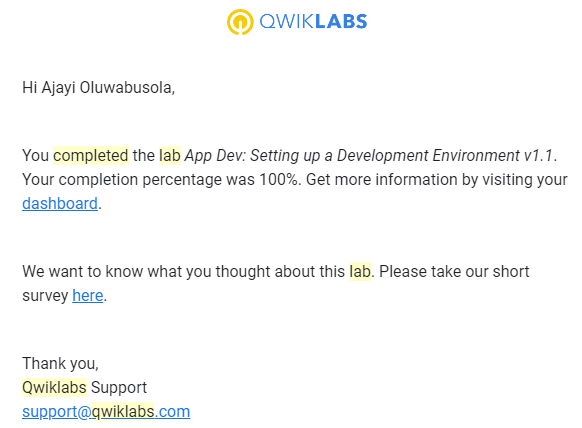 QWIKLABS
Hi Ajayi Oluwabusola,
You completed the lab App Dev: Setting up a Development Environment v1.1.
Your completion percentage was 100%. Get more information by visiting your
dashboard.
We want to know what you thought about this lab. Please take our short
survey here.
Thank you,
Qwiklabs Support
support@qwiklabs.com